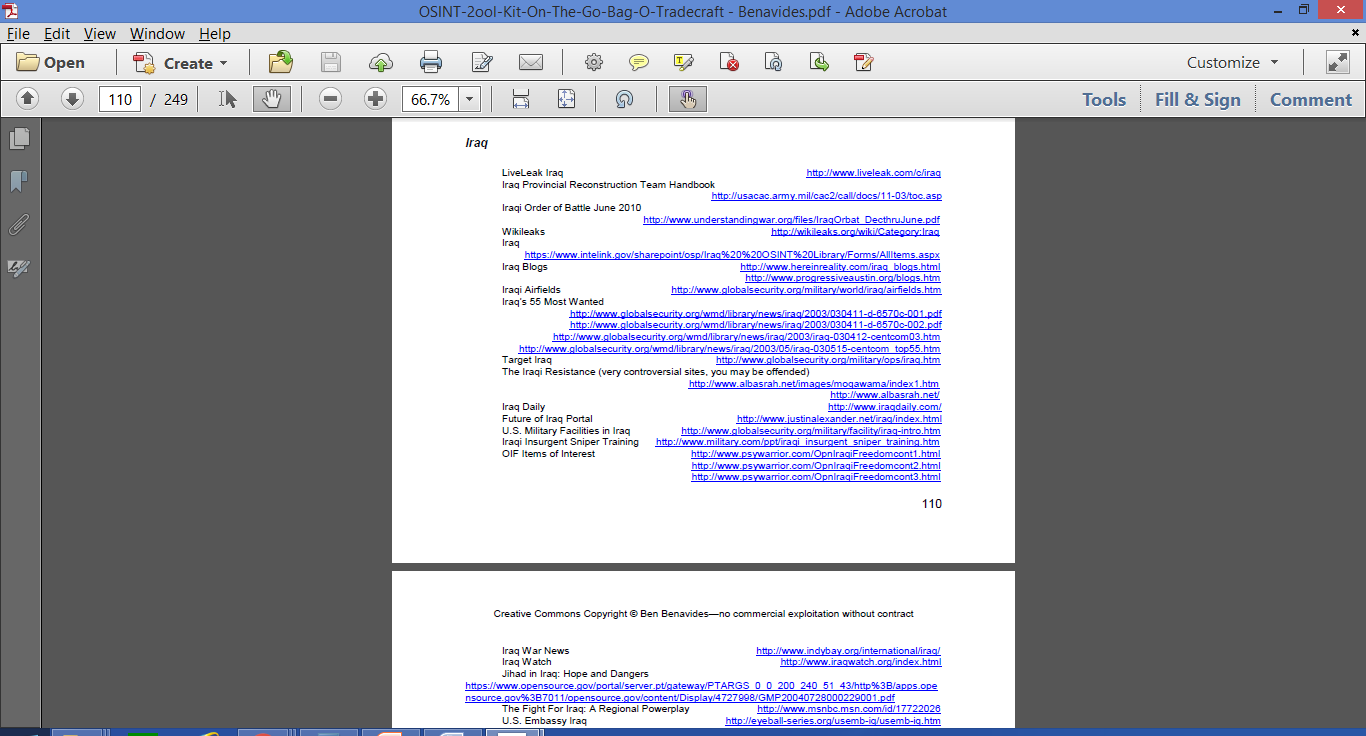 OSINT-2ool-Kit-On-The-Go-Bag-O-Tradecraft - Benavides.pdf - Adobe Acrobat
File Edit View Window Help
Open Create Customize
110 / 249 66.7% Tools Fill & Sign Comment
Iraq
LiveLeak Iraq http://www.liveleak.com/c/iraq
Iraq Provincial Reconstruction Team Handbook
http://usacac.army.mil/cac2/call/docs/11-03/toc.asp
Iraqi Order of Battle June 2010
http://www.understandingwar.org/files/IraqOrbat_DecthruJune.pdf
Wikileaks http://wikileaks.org/wiki/Category:Iraq
Iraq
https://www.intelink.gov/sharepoint/osp/Iraq%20%20OSINT%20Library/Forms/AllItems.aspx
Iraq Blogs http://www.hereinreality.com/iraq_blogs.html
http://www.progressiveaustin.org/blogs.htm
Iraqi Airfields http://www.globalsecurity.org/military/world/iraq/airfields.htm
Iraq's 55 Most Wanted
http://www.globalsecurity.org/wmd/library/news/iraq/2003/030411-d-6570c-001.pdf
http://www.globalsecurity.org/wmd/library/news/iraq/2003/030411-d-6570c-002.pdf
http://www.globalsecurity.org/wmd/library/news/iraq/2003/iraq-030412-centcom03.htm
http://www.globalsecurity.org/wmd/library/news/iraq/2003/05/iraq-030515-centcom_top55.htm
Target Iraq http://www.globalsecurity.org/military/ops/iraq.htm
The Iraqi Resistance (very controversial sites, you may be offended)
http://www.albasrah.net/images/moqawama/index1.htm
http://www.albasrah.net/
Iraq Daily http://www.iraqdaily.com/
Future of Iraq Portal http://www.justinalexander.net/iraq/index.html
U.S. Military Facilities in Iraq http://www.globalsecurity.org/military/facility/iraq-intro.htm
Iraqi Insurgent Sniper Training http://www.military.com/ppt/iraqi_insurgent_sniper_training.htm
OIF Items of Interest http://www.psywarrior.com/OpnIraqiFreedomcont1.html
http://www.psywarrior.com/OpnIraqiFreedomcont2.html
http://www.psywarrior.com/OpnIraqiFreedomcont3.html
110
Creative Commons Copyright © Ben Benavides—no commercial exploitation without contract
Iraq War News http://www.indybay.org/international/iraq/
Iraq Watch http://www.iraqwatch.org/index.html
Jihad in Iraq: Hope and Dangers
https://www.opensource.gov/portal/server.pt/gateway/PTARGS_0_0_200_240_51_43/http%3B/apps.ope
nsource.gov%3B7011/opensource.gov/content/Display/4727998/GMP20040728000229001.pdf
The Fight For Iraq: A Regional Powerplay http://www.msnbc.msn.com/id/17722026
U.S. Embassy Iraq http://eyeball-series.org/usemb-iq/usemb-iq.htm